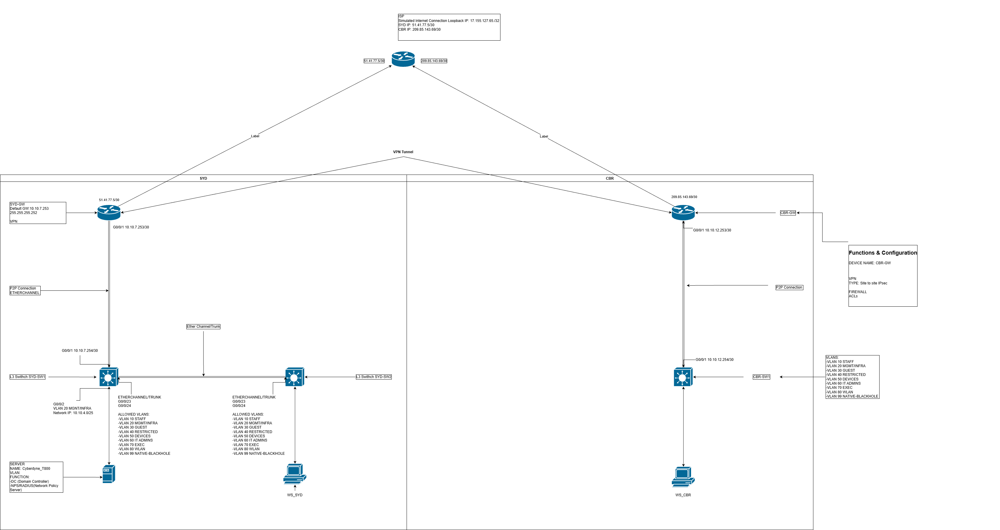 ISP
Simulated Internet Connection Loopback IP: 17.155.127.65./32
SYD IP: 51.41.77.5/30
CBR IP: 209.85.143.69/30
51.41.77.5/30
209.85.143.69/30
Label
Label
VPN Tunnel
SYD
CBR
SYD-GW
Default GW:10.10.7.253
255.255.255.252
VPN
51.41.77.5/30
G0/0/1 10.10.7.253/30
209.85.143.69/30
CBR-GW
G0/0/1 10.10.12.253/30
Functions & Configuration
DEVICE NAME: CBR-GW
VPN
TYPE: Site to site IPsec
FIREWALL
ACLs
P2P Connection
ETHERCHANNEL
P2P Connection
Ether Channel/Trunk
G0/0/1 10.10.7.254/30
G0/0/1 10.10.12.254/30
L3 Swithch SYD-SW1
L3 Swithch SYD-SW2
CBR-SW1
VLANS:
-VLAN 10 STAFF
-VLAN 20 MGMT/INFRA
-VLAN 30 GUEST
-VLAN 40 RESTRICTED
-VLAN 50 DEVICES
-VLAN 60 IT ADMINS
-VLAN 70 EXEC
-VLAN 80 WLAN
-VLAN 99 NATIVE-BLACKHOLE
G0/0/2
VLAN 20 MGNT/INFRA
Network IP: 10.10.4.0/25
ETHERCHANNEL/TRUNK
G0/0/23
G0/0/24
ALLOWED VLANS:
-VLAN 10 STAFF
-VLAN 20 MGMT/INFRA
-VLAN 30 GUEST
-VLAN 40 RESTRICTED
-VLAN 50 DEVICES
-VLAN 60 IT ADMINS
-VLAN 70 EXEC
-VLAN 80 WLAN
-VLAN 99 NATIVE-BLACKHOLE
ETHERCHANNEL/TRUNK
G0/0/23
G0/0/24
ALLOWED VLANS:
-VLAN 10 STAFF
-VLAN 20 MGMT/INFRA
-VLAN 30 GUEST
-VLAN 40 RESTRICTED
-VLAN 50 DEVICES
-VLAN 60 IT ADMINS
-VLAN 70 EXEC
-VLAN 80 WLAN
-VLAN 99 NATIVE-BLACKHOLE
SERVER
NAME: Cyberdyne_T800
VLAN:
FUNCTION:
-DC (Domain Controller)
-NPS/RADIUS(Network Policy
Server)
WS_SYD
WS_CBR